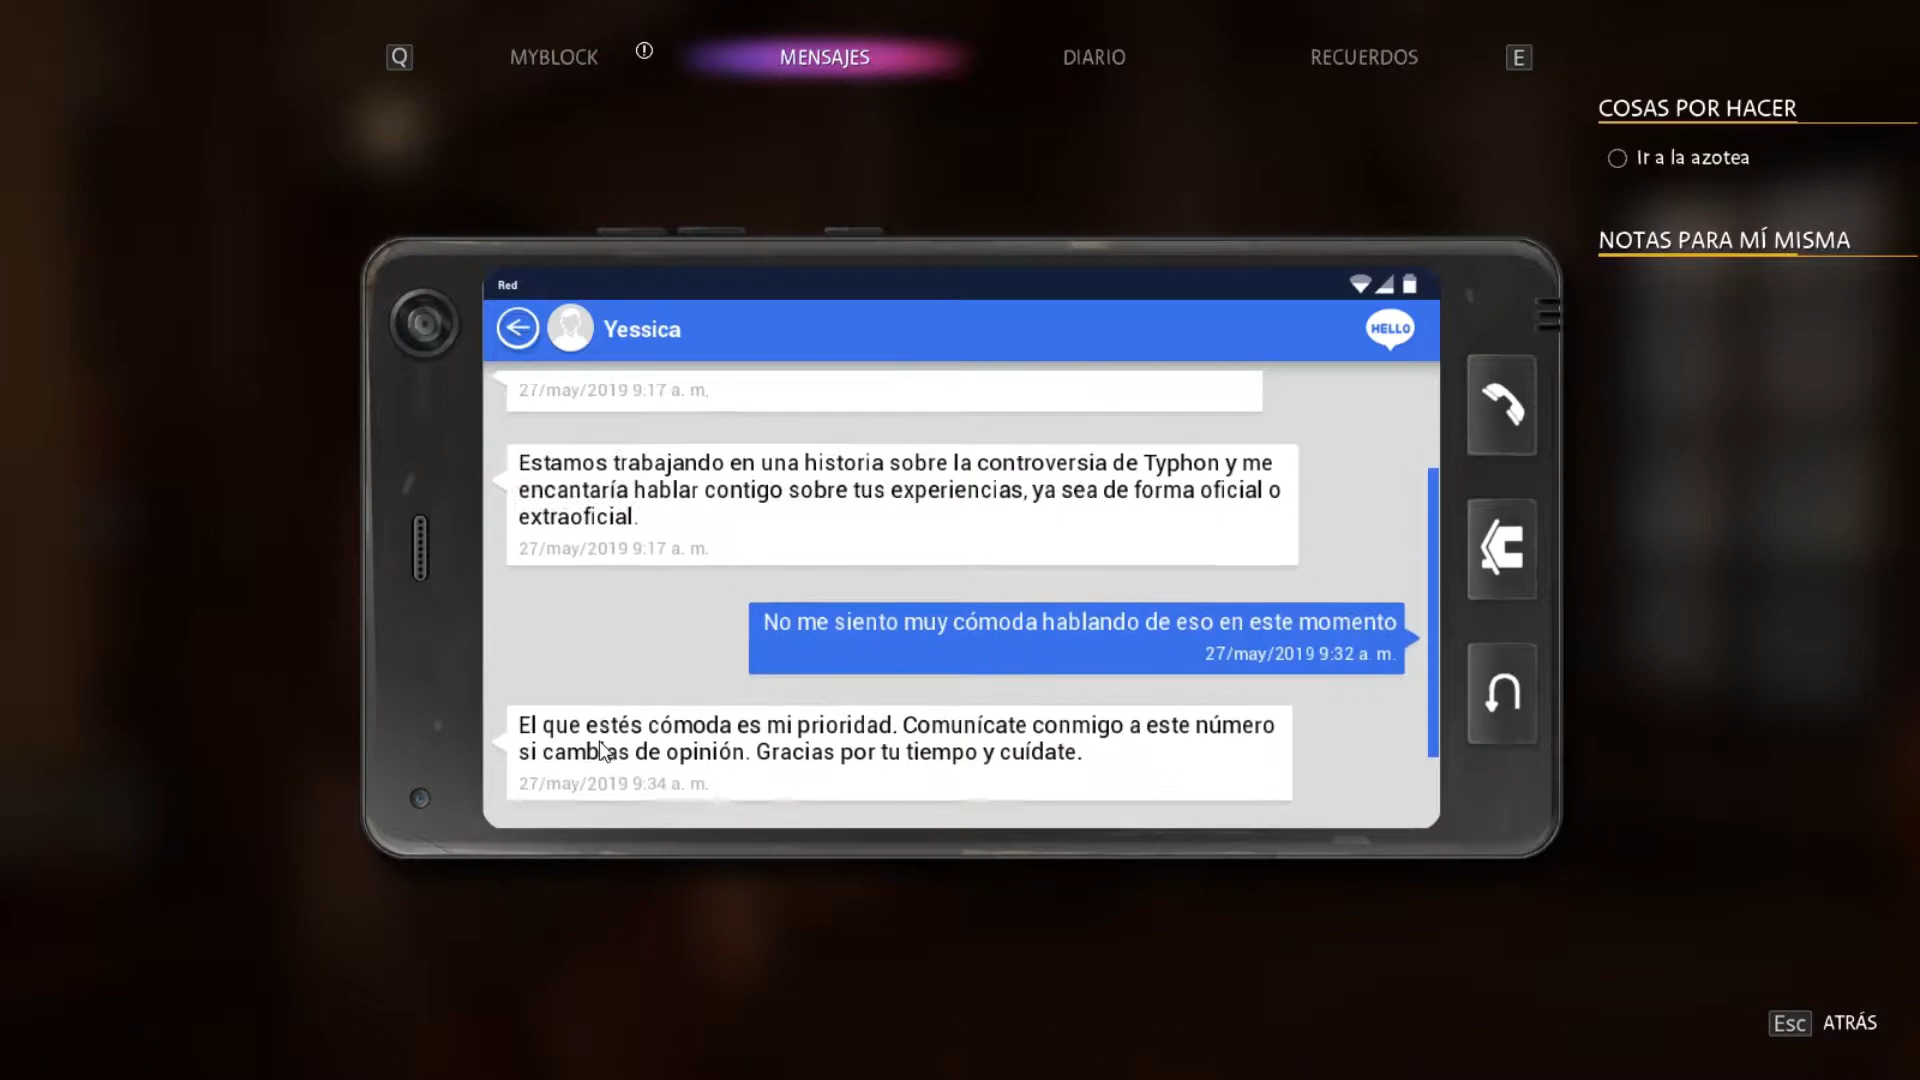 Q
MYBLOCK
MENSAJES
DIARIO
RECUERDOS
E
COSAS POR HACER
Ir a la azotea
NOTAS PARA MÍ MISMA
Red
Yessica
HELLO
27/may/2019 9:17 a. m.
Estamos trabajando en una historia sobre la controversia de Typhon y me
encantaría hablar contigo sobre tus experiencias, ya sea de forma oficial o
extraoficial.
27/may/2019 9:17 a. m.
No me siento muy cómoda hablando de eso en este momento
27/may/2019 9:32 a. m.
El que estés cómoda es mi prioridad. Comunícate conmigo a este número
si cambias de opinión. Gracias por tu tiempo y cuídate.
27/may/2019 9:34 a. m.
Esc ATRÁS